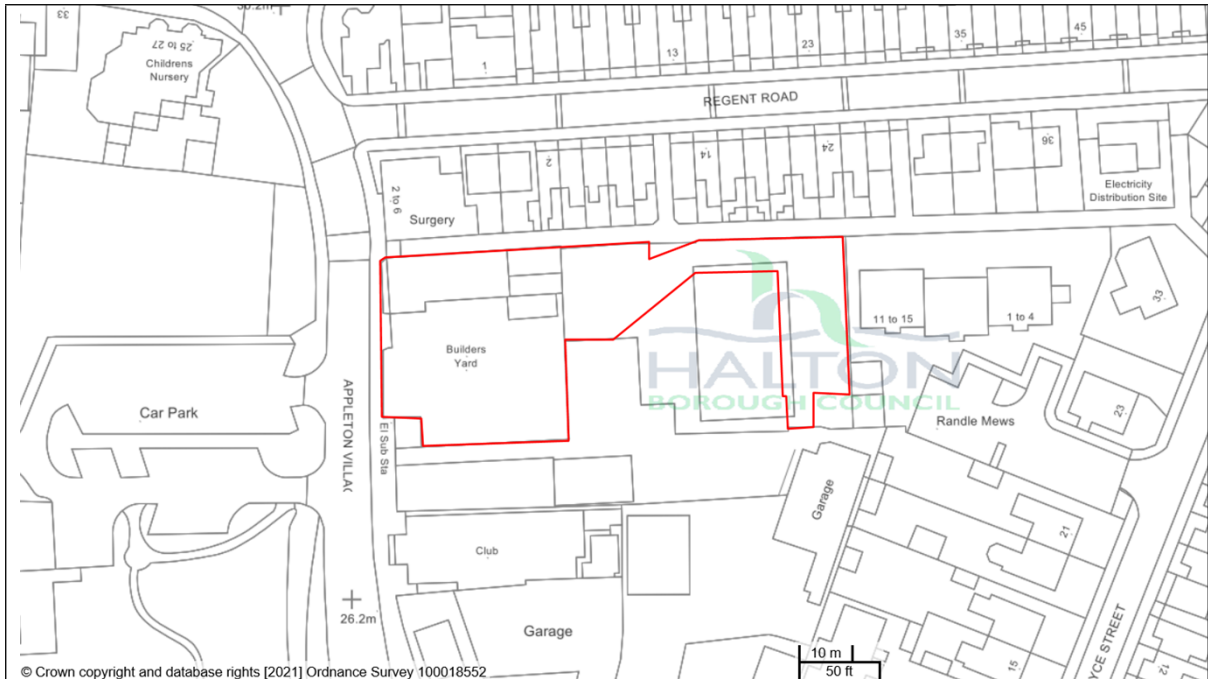 30.2m
33
25 to 27
Childrens
Nursery
1
13
23
35
45
REGENT ROAD
2 to 6
Surgery
2
14
24
36
Electricity
Distribution Site
Builders
Yard
11 to 15
1 to 4
33
HALTON
BOROUGH COUNCIL
Car Park
APPLETON VILLA
El Sub Sta
Randle Mews
23
Garage
21
Club
26.2m
Garage
15
YCE STREET
12
10 m
50 ft
© Crown copyright and database rights [2021] Ordnance Survey 100018552